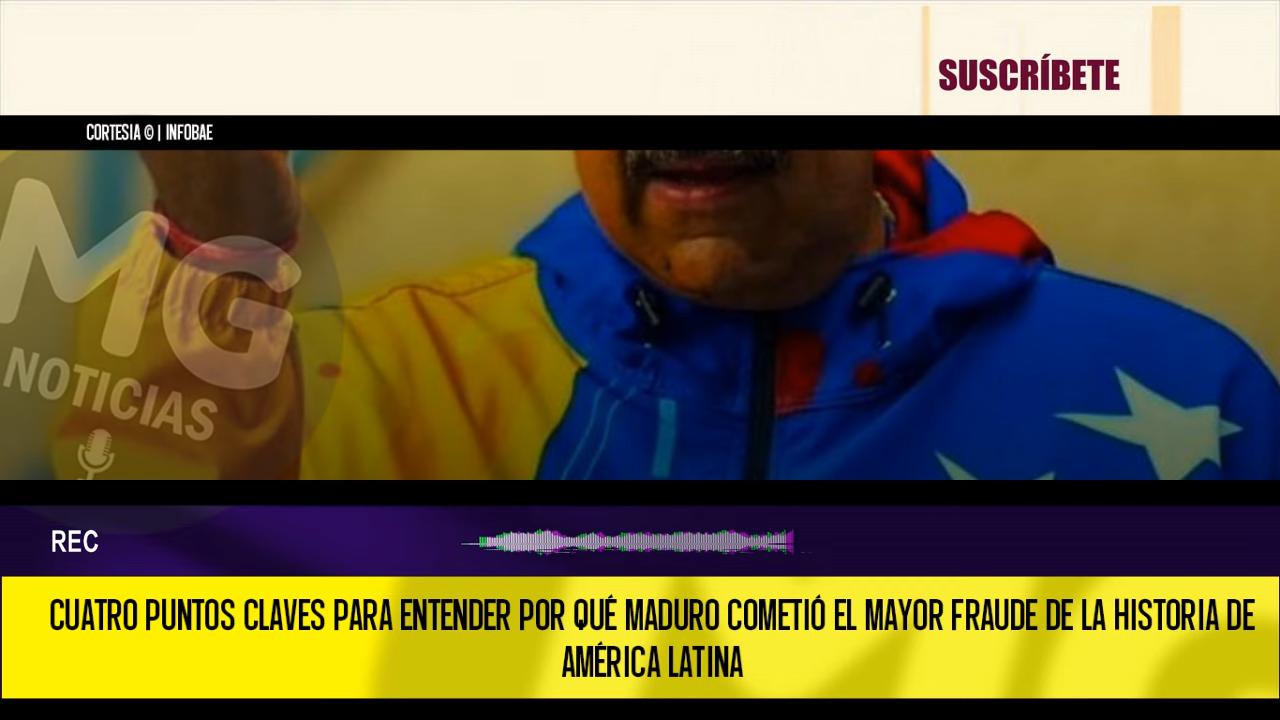 SUSCRÍBETE
CORTESIA © | INFOBAE
MG
NOTICIAS
REC
CUATRO PUNTOS CLAVES PARA ENTENDER POR QUÉ MADURO COMETIÓ EL MAYOR FRAUDE DE LA HISTORIA DE
AMÉRICA LATINA